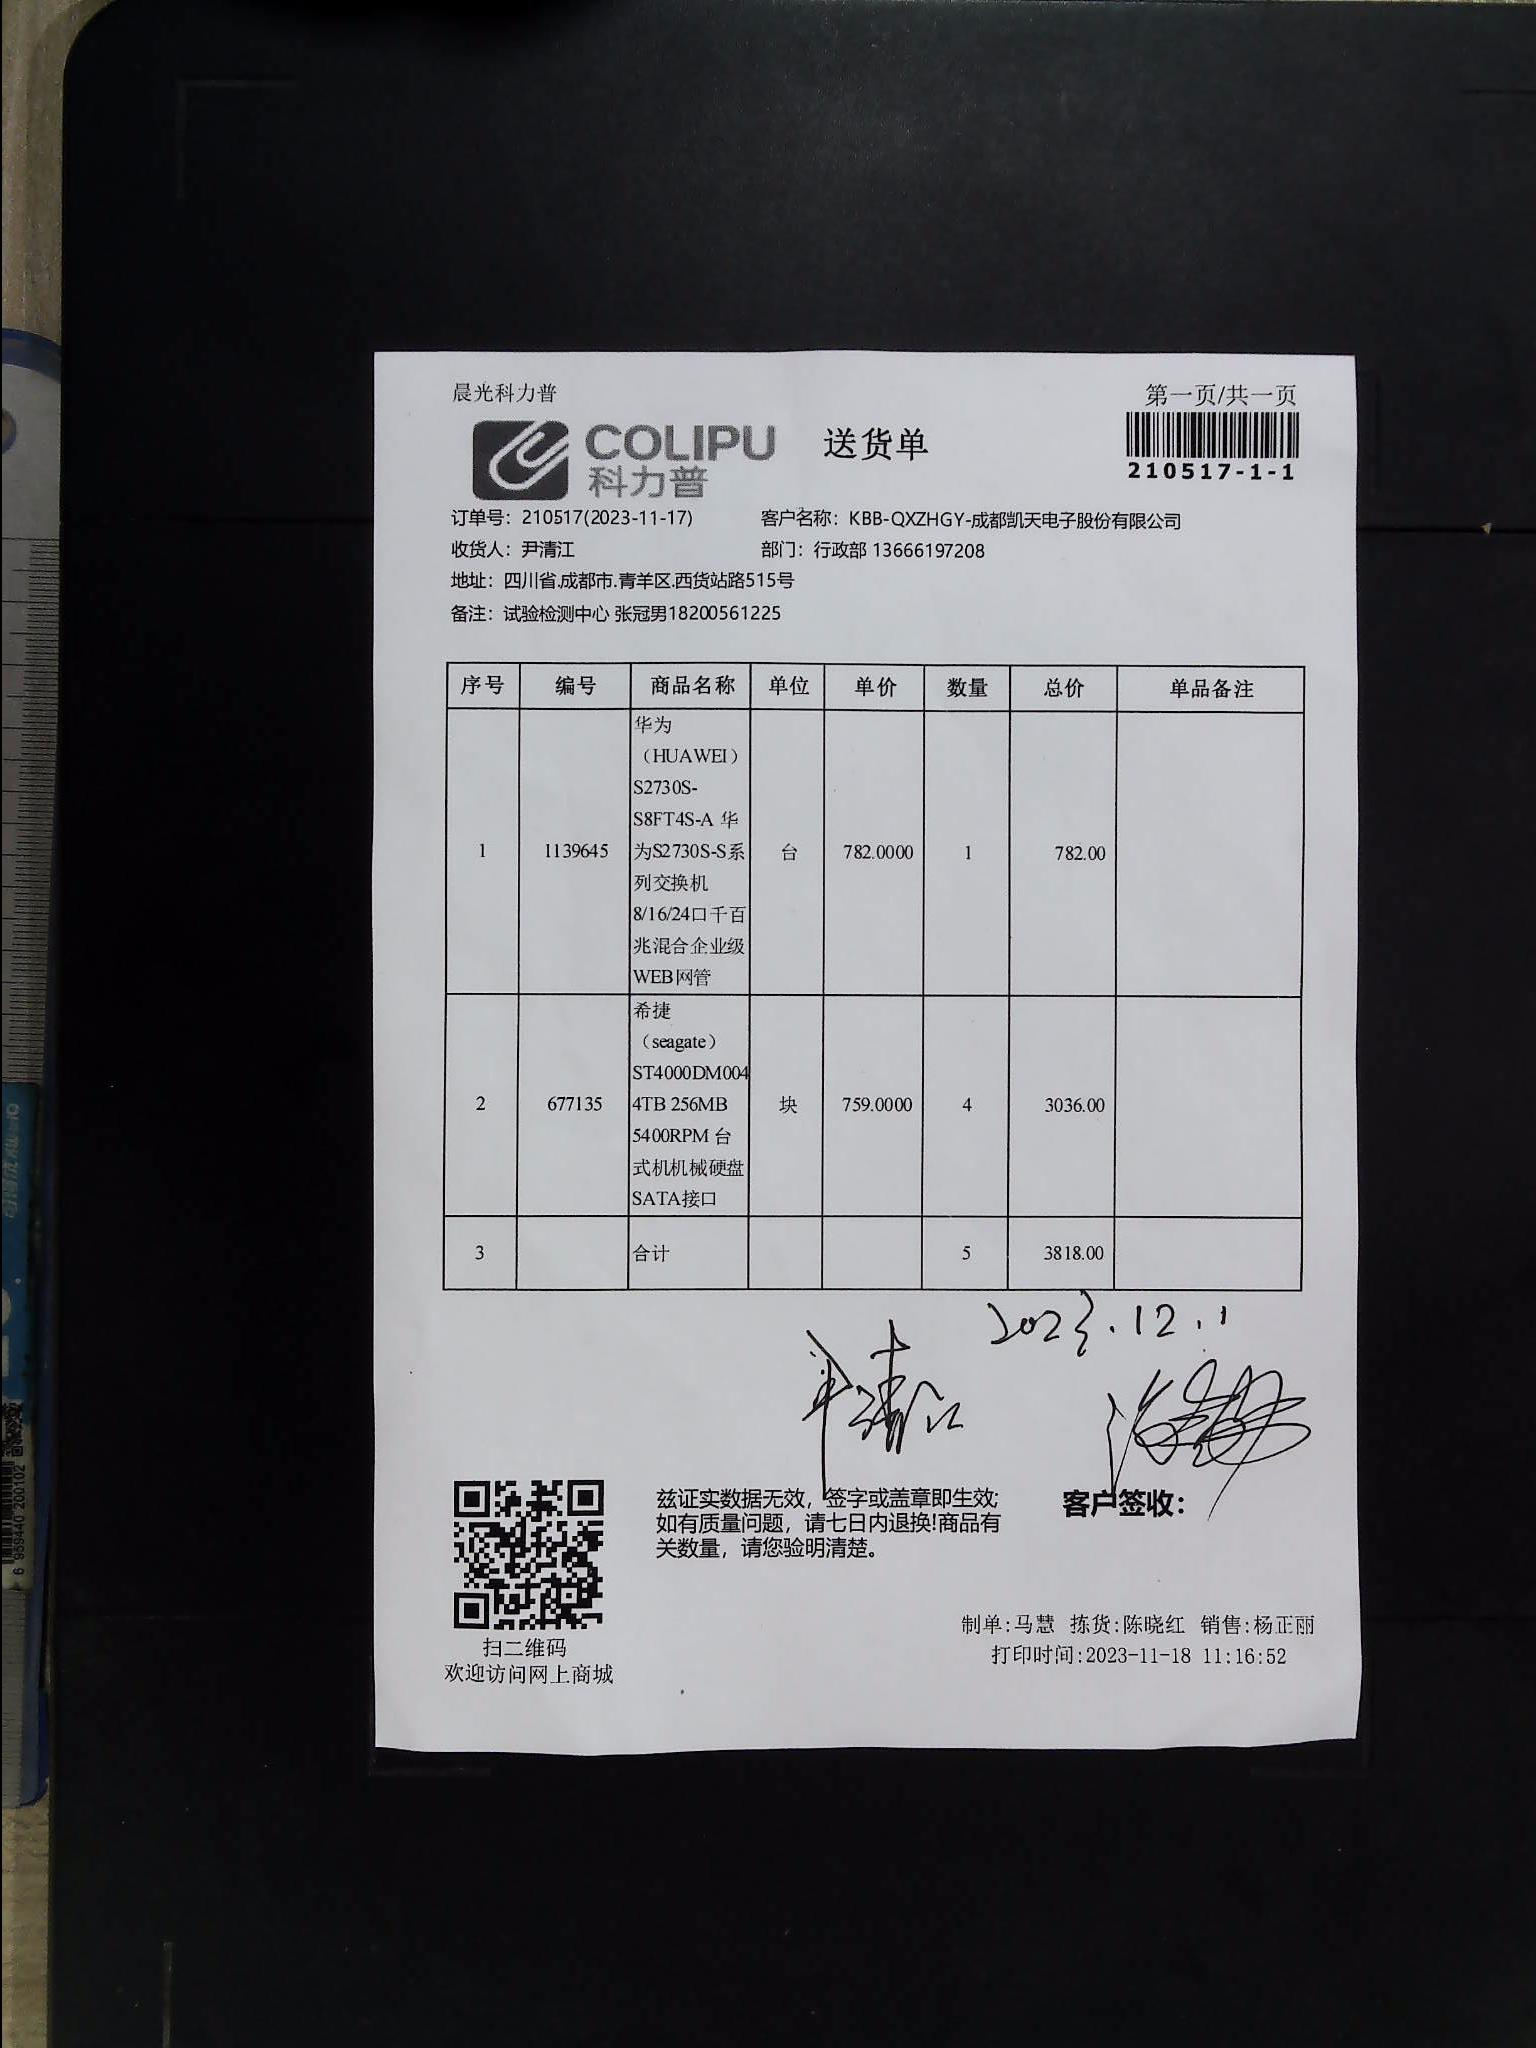 晨光科力普
第一页/共一页
COLIPU
科力普
送货单
210517-1-1
订单号：210517(2023-11-17) 客户名称：KBB-QXZHGY-成都凯天电子股份有限公司
收货人：尹清江 部门：行政部 13666197208
地址：四川省.成都市.青羊区.西货站路515号
备注：试验检测中心 张冠男18200561225
序号 编号 商品名称 单位 单价 数量 总价 单品备注
华为
（HUAWEI）
S2730S-
S8FT4S-A 华
1 1139645 为S2730S-S系 台 782.0000 1 782.00
列交换机
8/16/24口千百
兆混合企业级
WEB网管
希捷
（seagate）
ST4000DM004
2 677135 4TB 256MB 块 759.0000 4 3036.00
5400RPM 台
式机机械硬盘
SATA接口
3 合计 5 3818.00
2023.12.1
尹清江
兹证实数据无效，签字或盖章即生效;
如有质量问题，请七日内退换!商品有
关数量，请您验明清楚。
客户签收：
扫二维码
欢迎访问网上商城
制单:马慧 拣货:陈晓红 销售:杨正丽
打印时间:2023-11-18 11:16:52
6 959440 260102